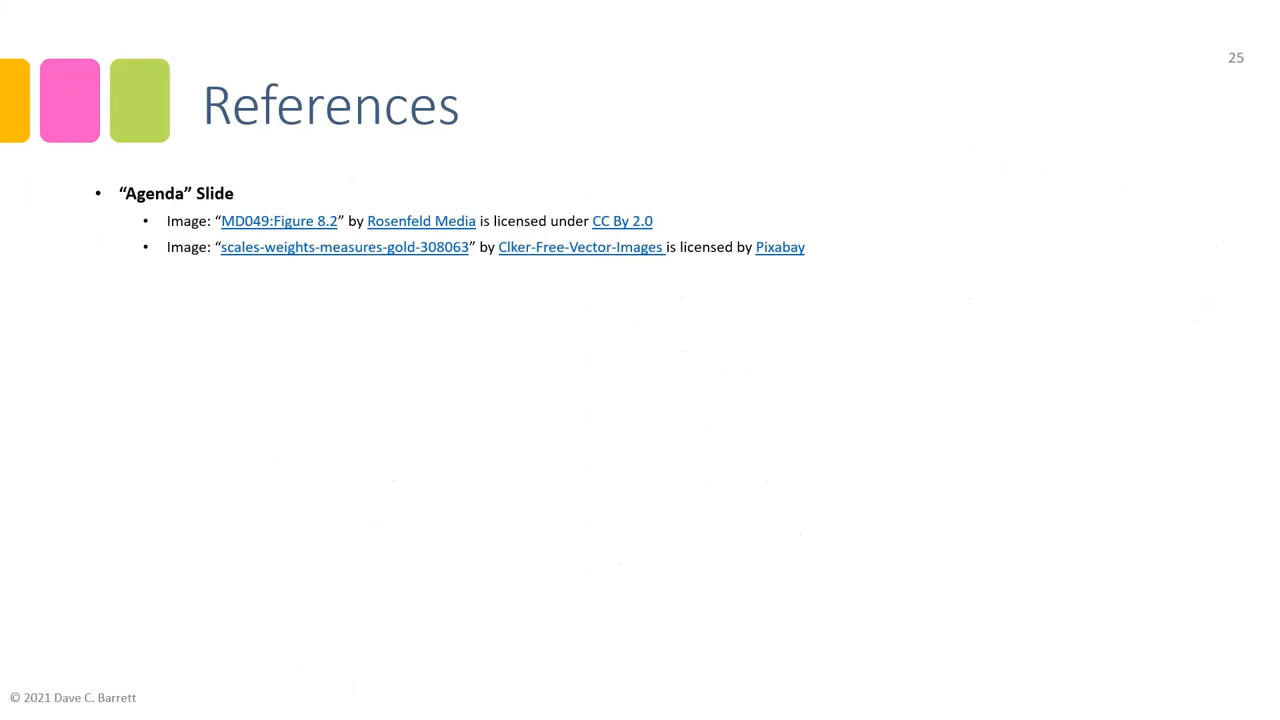 25
References
• “Agenda” Slide
• Image: “MD049:Figure 8.2” by Rosenfeld Media is licensed under CC By 2.0
• Image: “scales-weights-measures-gold-308063” by Clker-Free-Vector-Images is licensed by Pixabay
© 2021 Dave C. Barrett